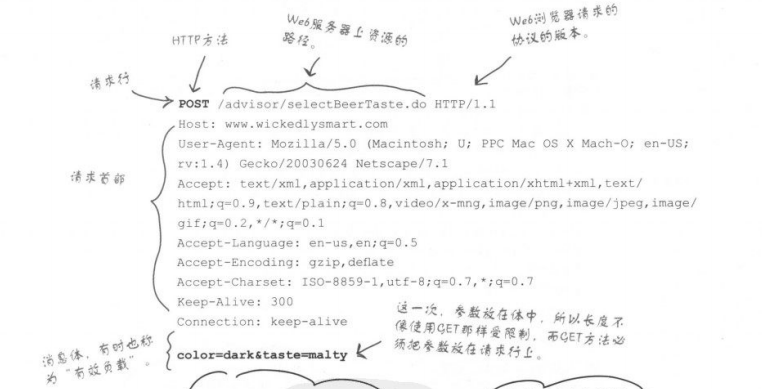 HTTP方法
Web服务器上资源的
路径。
Web浏览器请求的
协议的版本。
请求行
POST /advisor/selectBeerTaste.do HTTP/1.1
Host: www.wickedlysmart.com
User-Agent: Mozilla/5.0 (Macintosh; U; PPC Mac OS X Mach-O; en-US;
rv:1.4) Gecko/20030624 Netscape/7.1
请求首部
Accept: text/xml,application/xml,application/xhtml+xml,text/
html;q=0.9,text/plain;q=0.8,video/x-mng,image/png,image/jpeg,image/
gif;q=0.2,*/*;q=0.1
Accept-Language: en-us,en;q=0.5
Accept-Encoding: gzip,deflate
Accept-Charset: ISO-8859-1,utf-8;q=0.7,*;q=0.7
Keep-Alive: 300
Connection: keep-alive
这一次，参数放在体中，所以长度不
像使用GET那样受限制，而GET方法必
须把参数放在请求行上。
消息体，有时也称
为“有效负载”。
color=dark&taste=malty